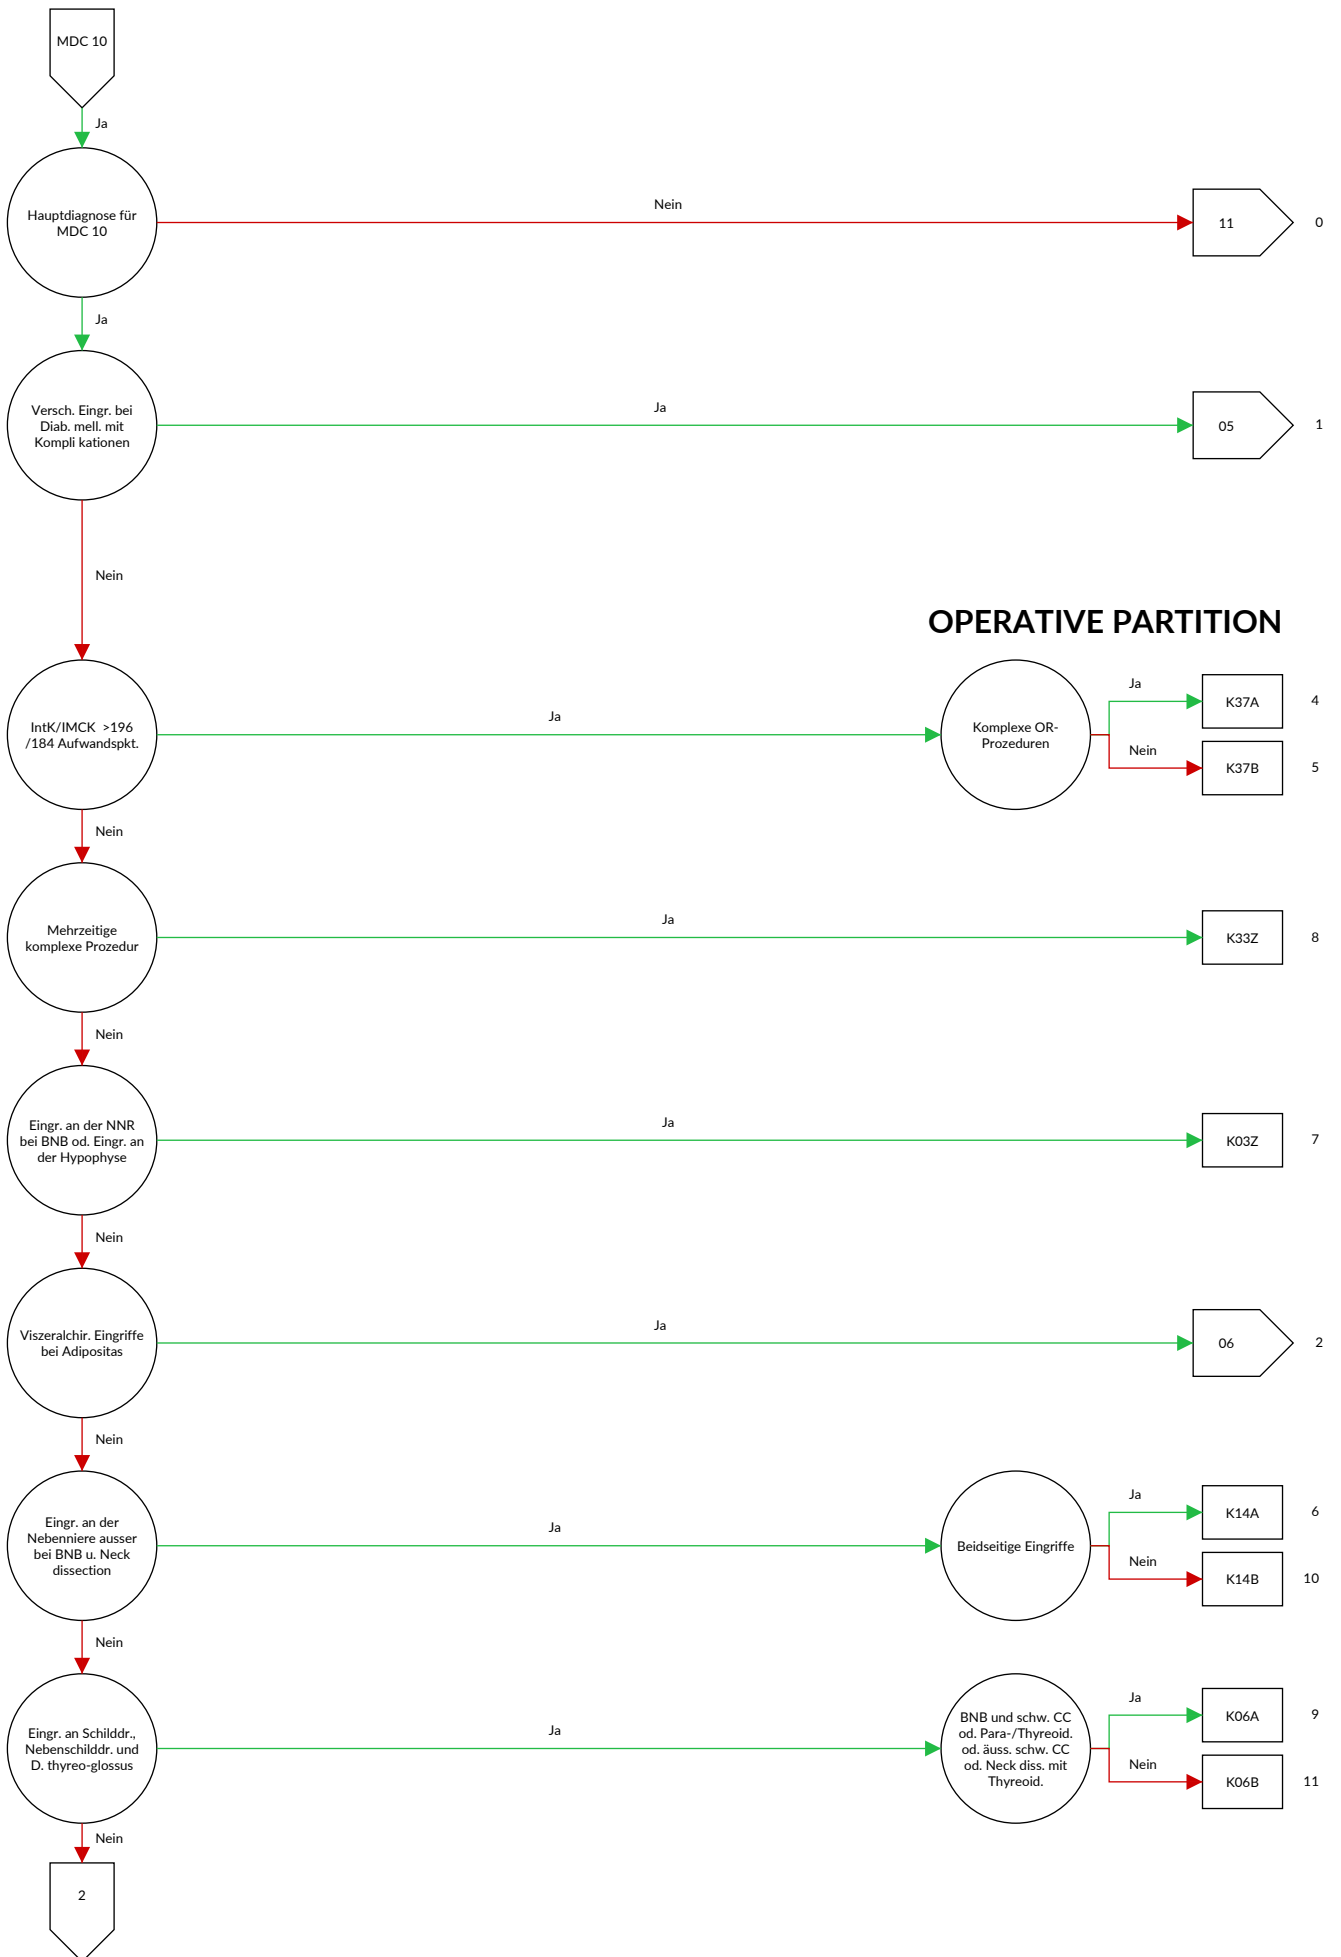 MDC 10
Ja
Hauptdiagnose für
MDC 10
Nein
11
0
Ja
Versch. Eingr. bei
Diab. mell. mit
Kompli kationen
Ja
05
1
Nein
OPERATIVE PARTITION
IntK/IMCK >196
/184 Aufwandspkt.
Ja
Komplexe OR-
Prozeduren
Ja
K37A
4
Nein
K37B
5
Nein
Mehrzeitige
komplexe Prozedur
Ja
K33Z
8
Nein
Eingr. an der NNR
bei BNB od. Eingr. an
der Hypophyse
Ja
K03Z
7
Nein
Viszeralchir. Eingriffe
bei Adipositas
Ja
06
2
Nein
Eingr. an der
Nebenniere ausser
bei BNB u. Neck
dissection
Ja
Beidseitige Eingriffe
Ja
K14A
6
Nein
K14B
10
Nein
Eingr. an Schilddr.,
Nebenschilddr. und
D. thyreo-glossus
Ja
BNB und schw. CC
od. Para-/Thyreoid.
od. äuss. schw. CC
od. Neck diss. mit
Thyreoid.
Ja
K06A
9
Nein
K06B
11
Nein
2